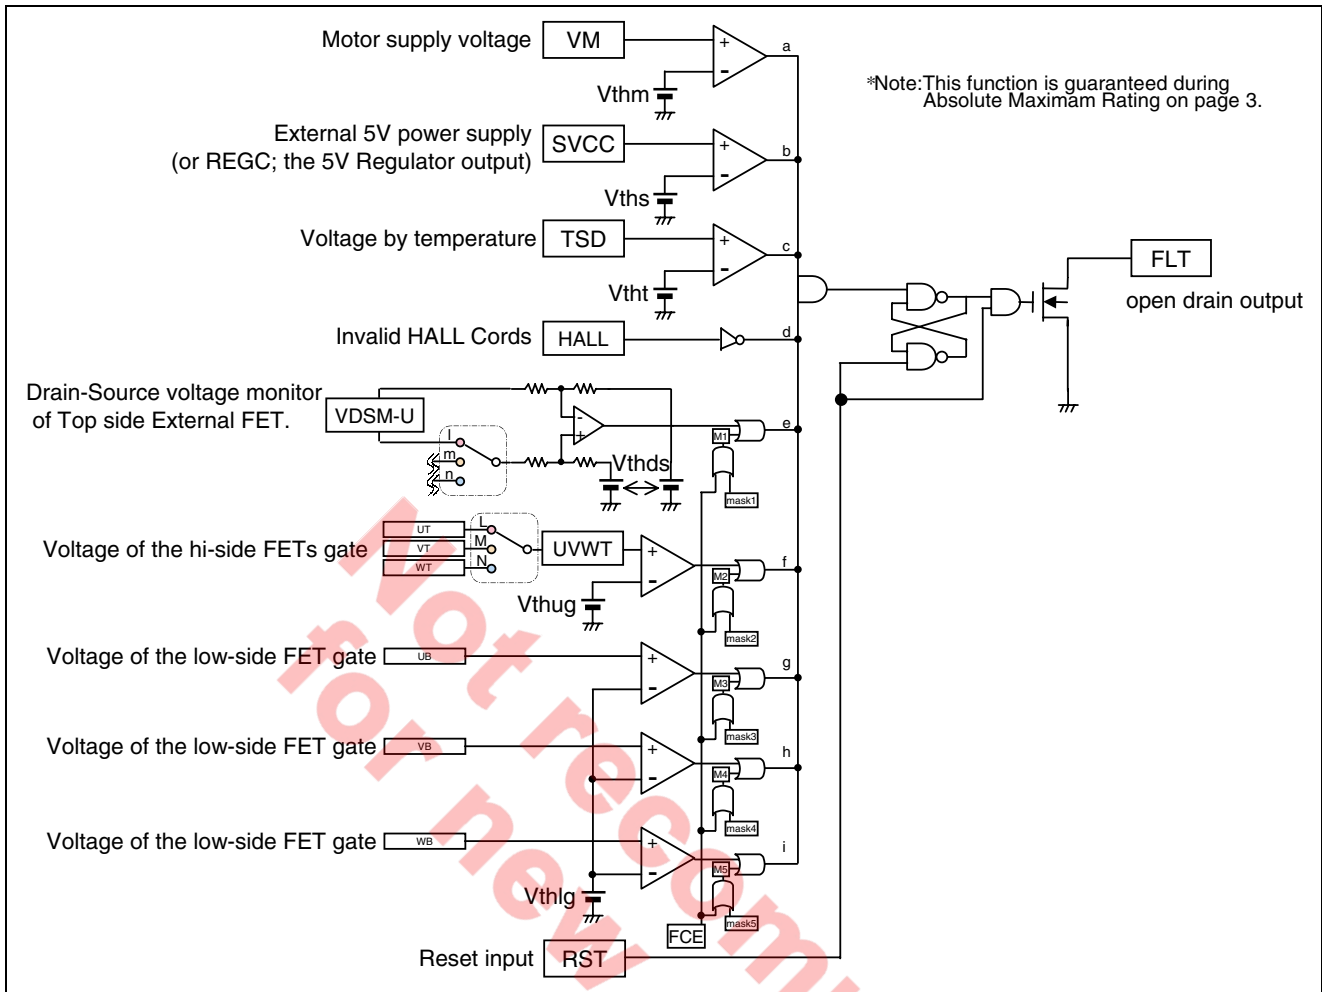 Motor supply voltage VM
+
-
a
Vthm
*Note:This function is guaranteed during
Absolute Maximam Rating on page 3.
External 5V power supply
(or REGC; the 5V Regulator output)
SVCC
+
-
b
Vths
Voltage by temperature TSD
+
-
c
Vtht
FLT
open drain output
Invalid HALL Cords HALL
d
Drain-Source voltage monitor
of Top side External FET.
VDSM-U
l
m
n
-
+
Vthds
M1
mask1
e
Voltage of the hi-side FETs gate
UT
VT
WT
L
M
N
UVWT
+
-
Vthug
M2
mask2
f
Voltage of the low-side FET gate UB
+
-
M3
mask3
g
Voltage of the low-side FET gate VB
+
-
M4
mask4
h
Voltage of the low-side FET gate WB
+
-
M5
mask5
i
Vthlg
FCE
Reset input RST
Not recom
for new